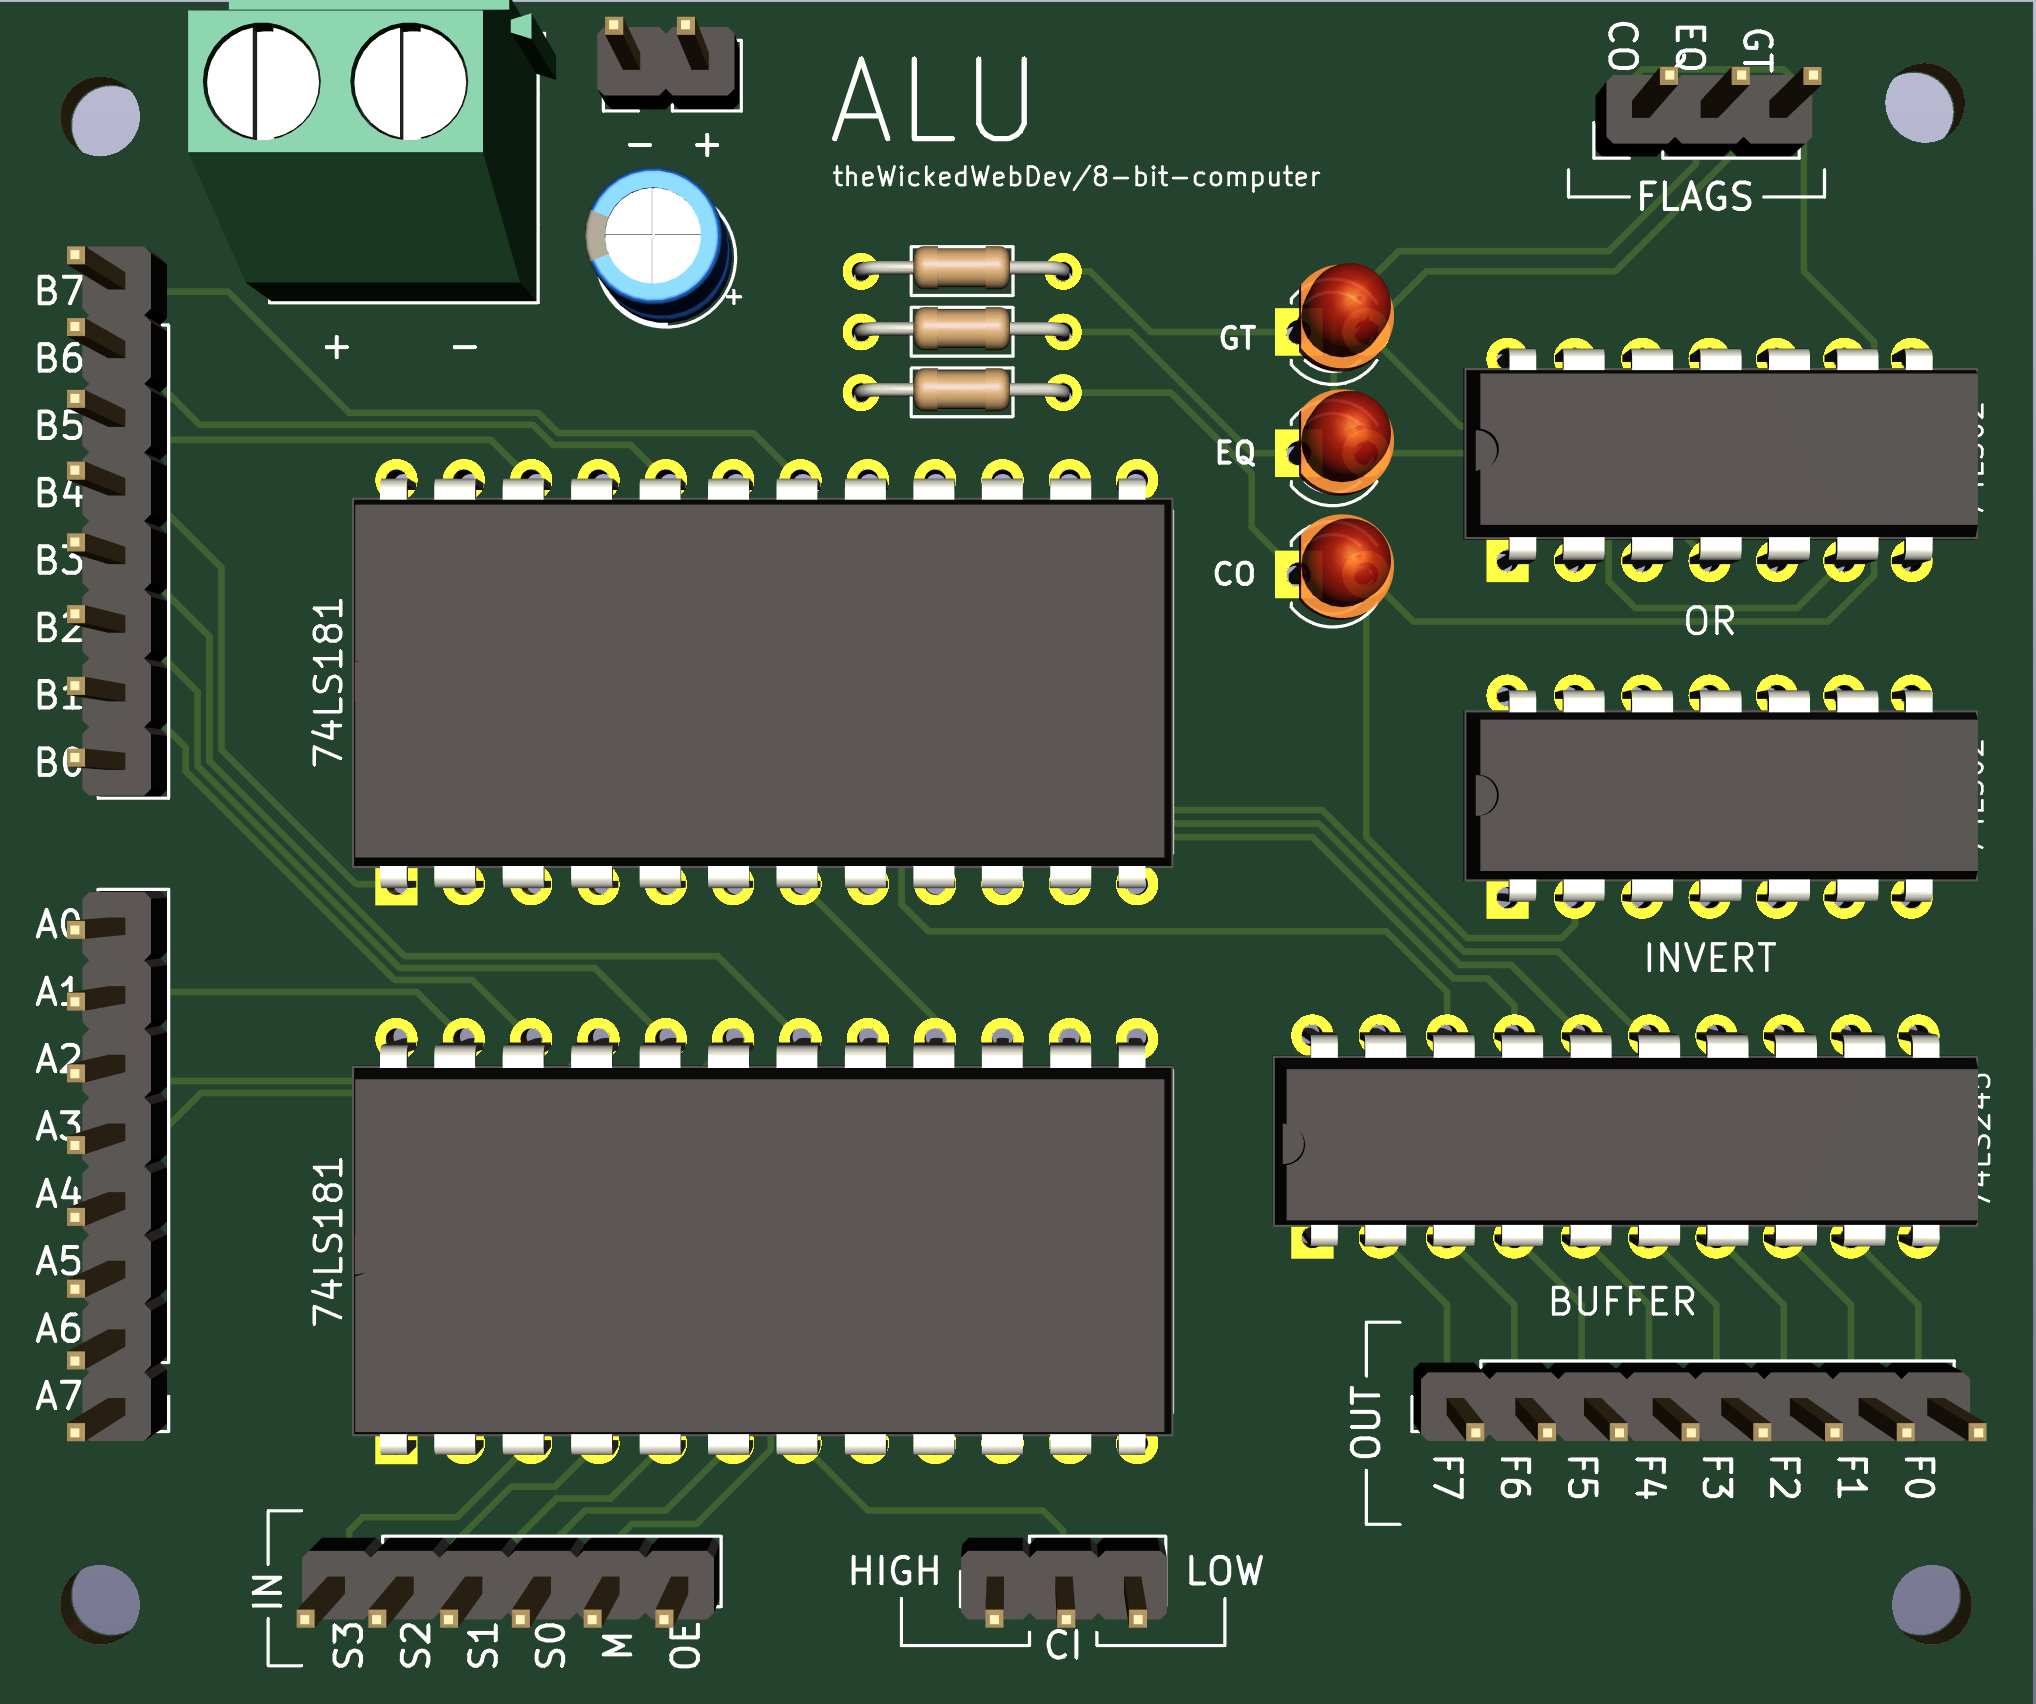 ALU
theWickedWebDev/8-bit-computer
CO
EQ
GT
FLAGS
- +
+ -
+
B7
B6
B5
B4
B3
B2
B1
B0
GT
EQ
CO
OR
74LS181
INVERT
A0
A1
A2
A3
A4
A5
A6
A7
74LS181
74LS245
BUFFER
OUT
F7
F6
F5
F4
F3
F2
F1
F0
IN
S3
S2
S1
S0
M
OE
HIGH
LOW
CI